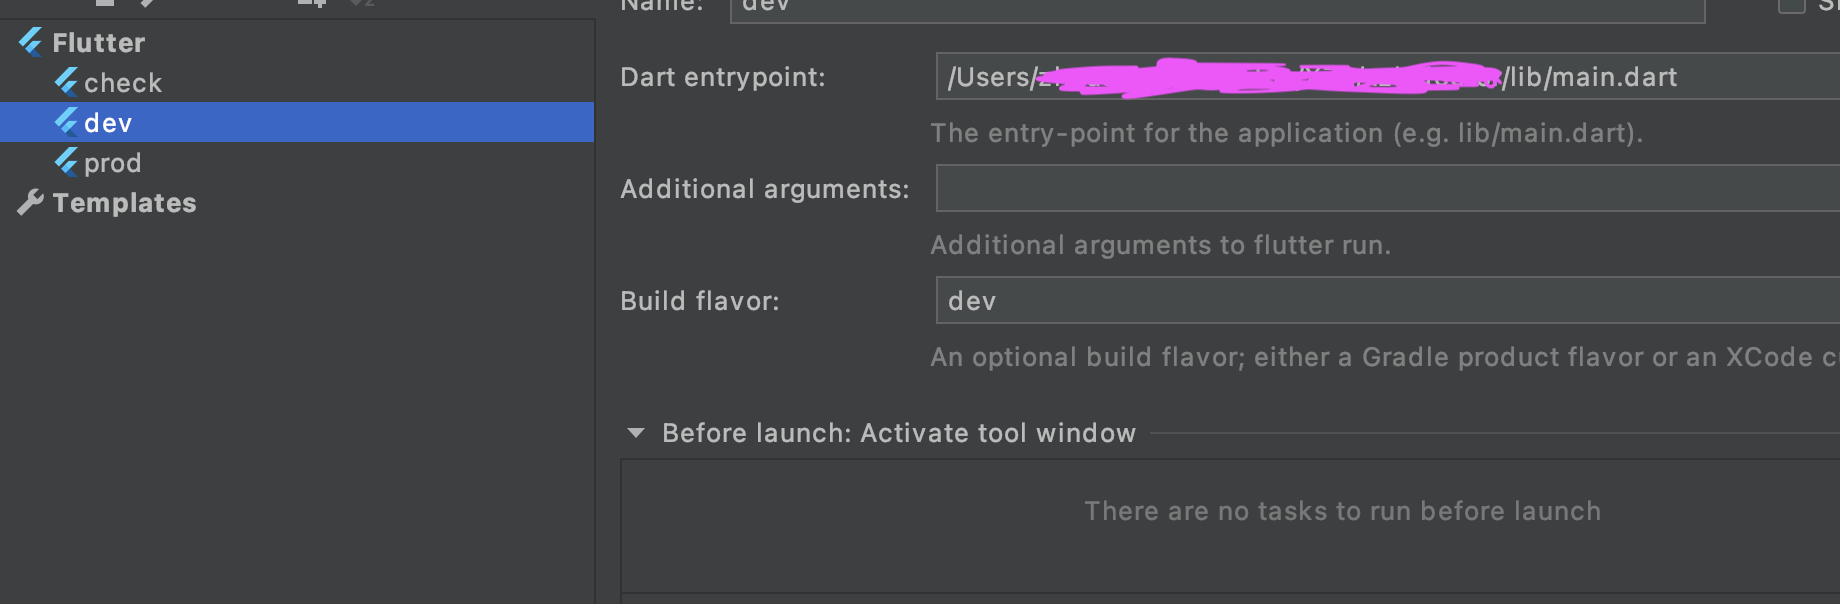 Name: dev
Flutter
check
dev
prod
Templates
Dart entrypoint: /Users/ /lib/main.dart
The entry-point for the application (e.g. lib/main.dart).
Additional arguments:
Additional arguments to flutter run.
Build flavor: dev
An optional build flavor; either a Gradle product flavor or an XCode
Before launch: Activate tool window
There are no tasks to run before launch